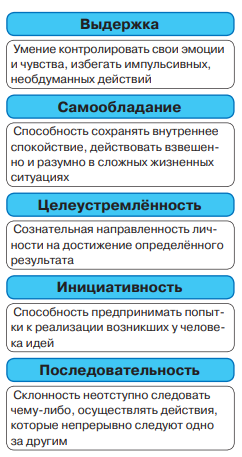 Выдержка
Умение контролировать свои эмоции
и чувства, избегать импульсивных,
необдуманных действий
Самообладание
Способность сохранять внутреннее
спокойствие, действовать взвешен-
но и разумно в сложных жизненных
ситуациях
Целеустремлённость
Сознательная направленность лич-
ности на достижение определённого
результата
Инициативность
Способность предпринимать попыт-
ки к реализации возникших у челове-
ка идей
Последовательность
Склонность неотступно следовать
чему-либо, осуществлять действия,
которые непрерывно следуют одно
за другим